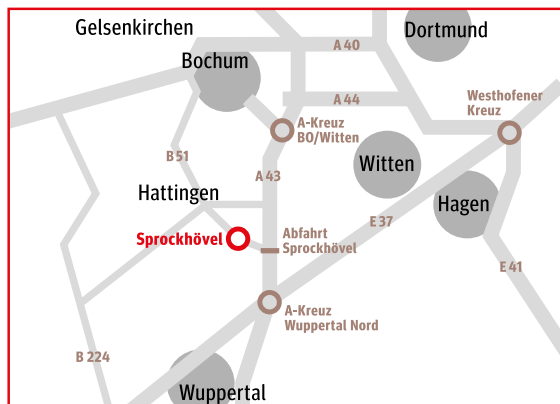 Gelsenkirchen
Dortmund
A 40
Bochum
A 44
Westhofener
Kreuz
A-Kreuz
BO/Witten
B 51
Witten
A 43
Hattingen
Hagen
E 37
Sprockhövel
Abfahrt
Sprockhövel
E 41
A-Kreuz
Wuppertal Nord
B 224
Wuppertal